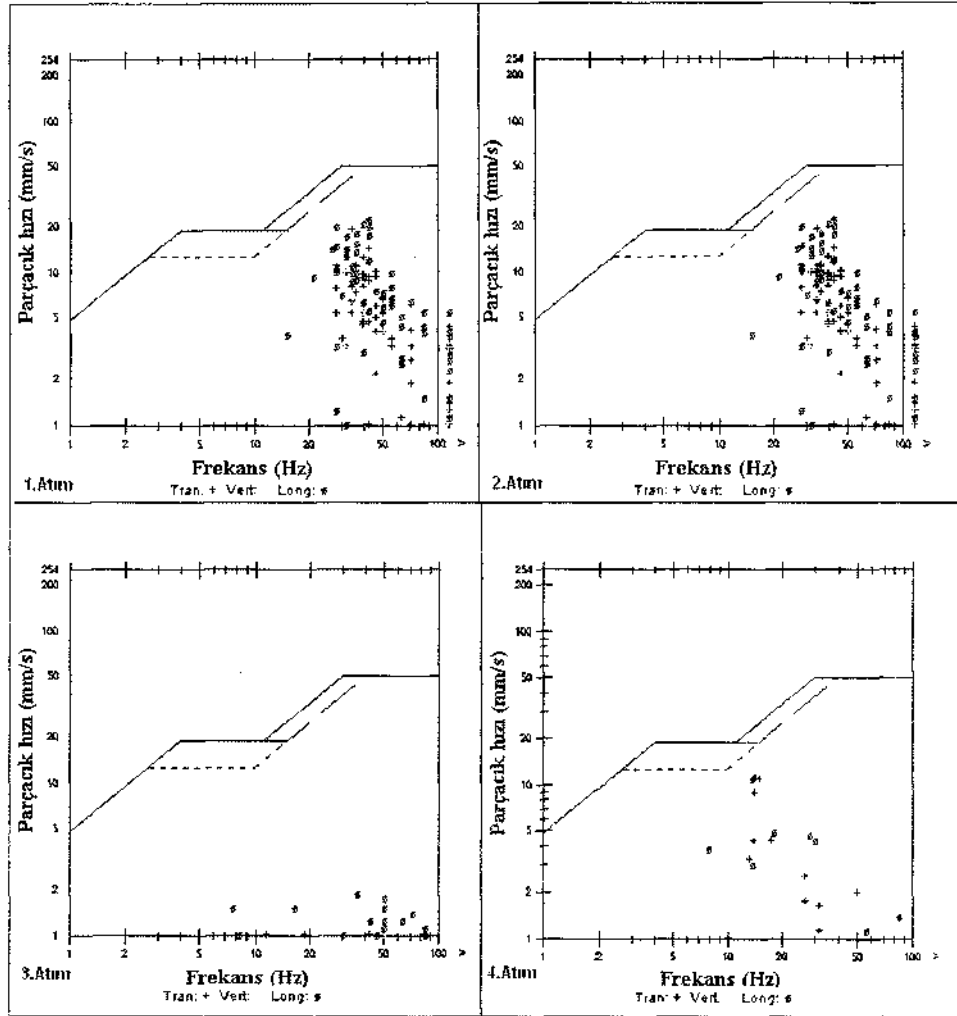 254
200
100
50
20
10
5
2
1
Parçacık hızı (mm/s)
1 2 5 10 20 50 100 >
Frekans (Hz)
1.Atım
Tran: + Vert: Long: ø
254
200
100
50
20
10
5
2
1
Parçacık hızı (mm/s)
1 2 5 10 20 50 100 >
Frekans (Hz)
2.Atım
Tran: + Vert: Long: ø
254
200
100
50
20
10
5
2
1
Parçacık hızı (mm/s)
1 2 5 10 20 50 100 >
Frekans (Hz)
3.Atım
Tran: + Vert: Long: ø
254
200
100
50
20
10
5
2
1
Parçacık hızı (mm/s)
1 2 5 10 20 50 100 >
Frekans (Hz)
4.Atım
Tran: + Vert: Long: ø